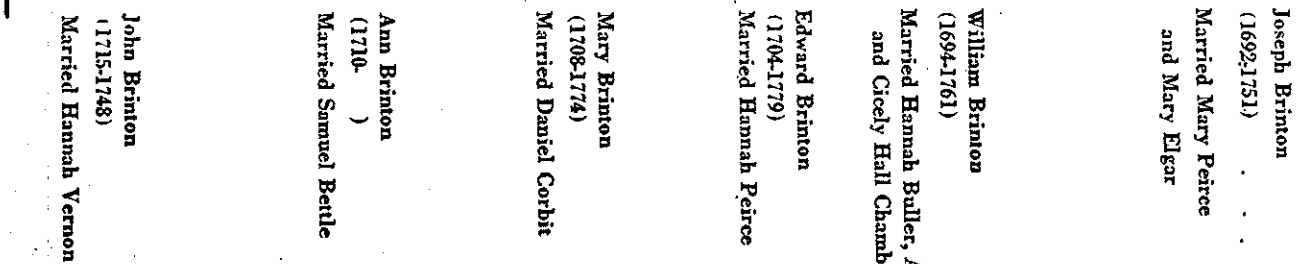 Joseph Brinton
(1692-1751) . . .
Married Mary Peirce
and Mary Elgar
William Brinton
(1694-1761)
Married Hannah Buller,
and Cicely Hall
Edward Brinton
(1704-1779)
Married Hannah Peirce
Mary Brinton
(1708-1774)
Married Daniel Corbit
Ann Brinton
(1710- )
Married Samuel Bettle
John Brinton
(1715-1748)
Married Hannah Vernon